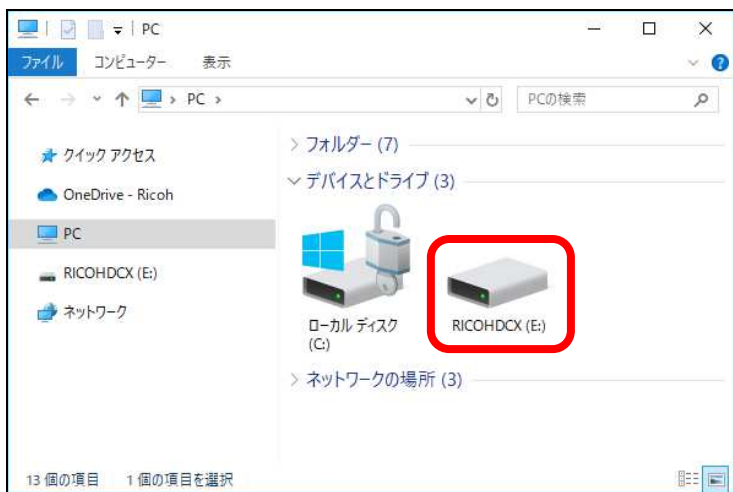 PC
ファイル コンピューター 表示
PC PCの検索
クイック アクセス
OneDrive - Ricoh
PC
RICOHDCX (E:)
ネットワーク
フォルダー (7)
デバイスとドライブ (3)
ローカル ディスク
(C:)
RICOHDCX (E:)
ネットワークの場所 (3)
13 個の項目 1 個の項目を選択